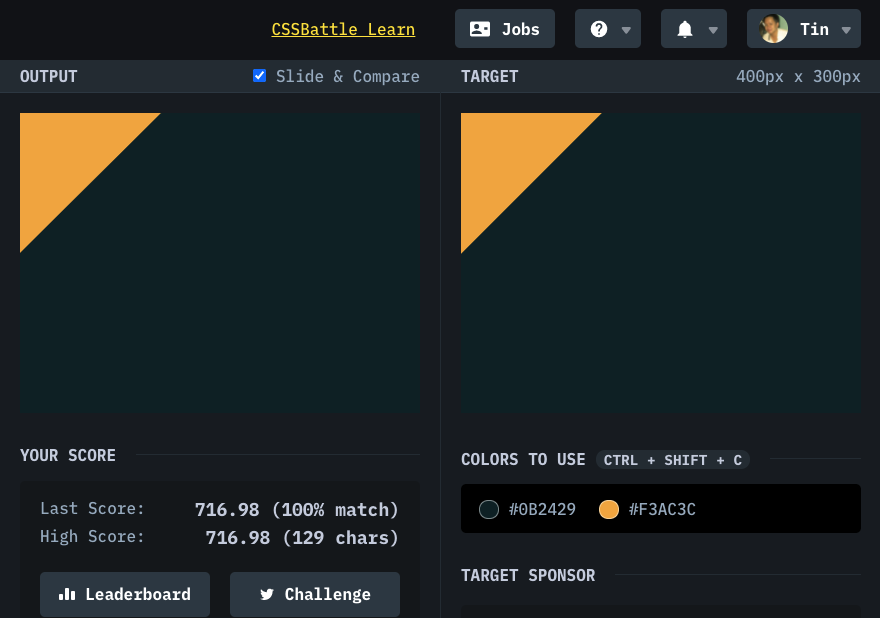 CSSBattle Learn Jobs Tin
OUTPUT Slide & Compare TARGET 400px x 300px
YOUR SCORE
COLORS TO USE CTRL + SHIFT + C
Last Score: 716.98 (100% match)
High Score: 716.98 (129 chars)
#0B2429 #F3AC3C
TARGET SPONSOR
Leaderboard Challenge